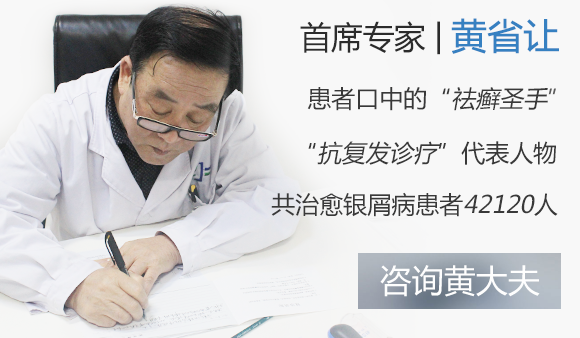 首席专家 | 黄省让
患者口中的“祛癣圣手”
“抗复发诊疗”代表人物
共治愈银屑病患者42120人
咨询黄大夫